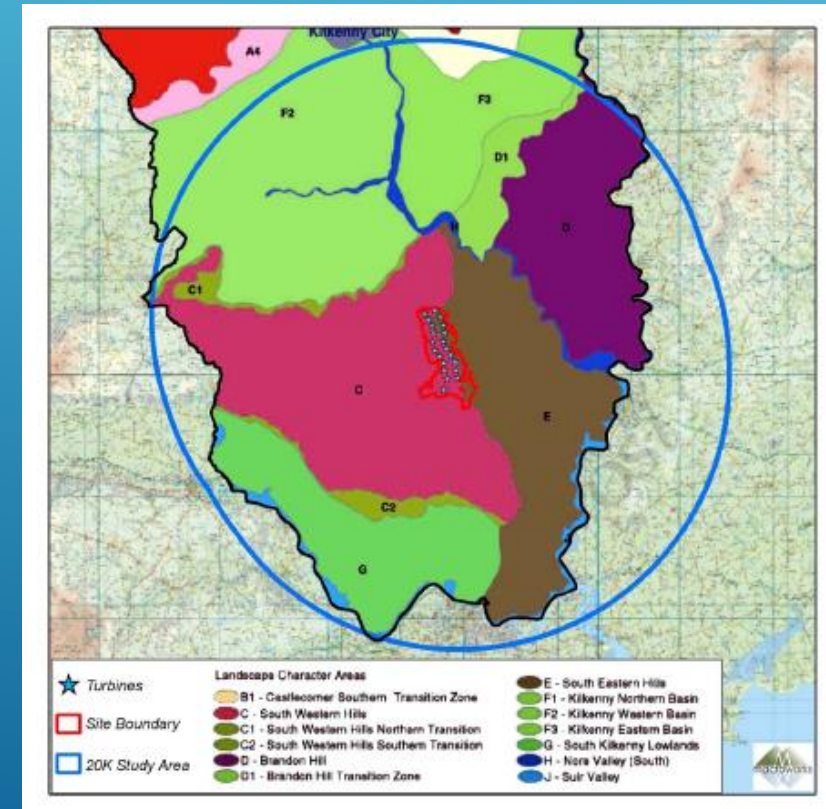 Kilkenny City
A4
F2
F3
D1
H
D
C1
C
E
C2
G
Turbines
Site Boundary
20K Study Area
Landscape Character Areas
B1 - Castlecomer Southern Transition Zone
C - South Western Hills
C1 - South Western Hills Northern Transition
C2 - South Western Hills Southern Transition
D - Brandon Hill
D1 - Brandon Hill Transition Zone
E - South Eastern Hills
F1 - Kilkenny Northern Basin
F2 - Kilkenny Western Basin
F3 - Kilkenny Eastern Basin
G - South Kilkenny Lowlands
H - Nore Valley (South)
J - Suir Valley
macroworks